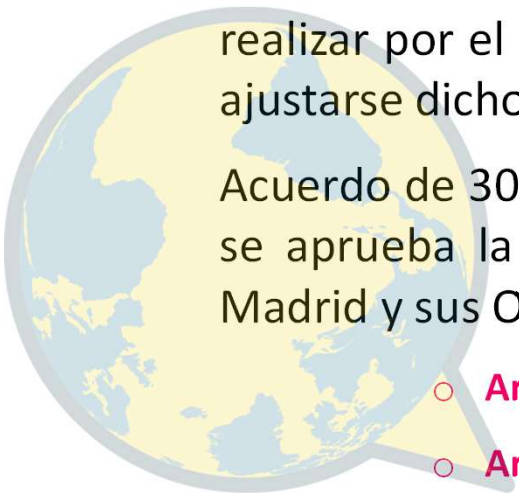 realizar por el
ajustarse dicho
Acuerdo de 30
se aprueba la
Madrid y sus O
Ar
Ar